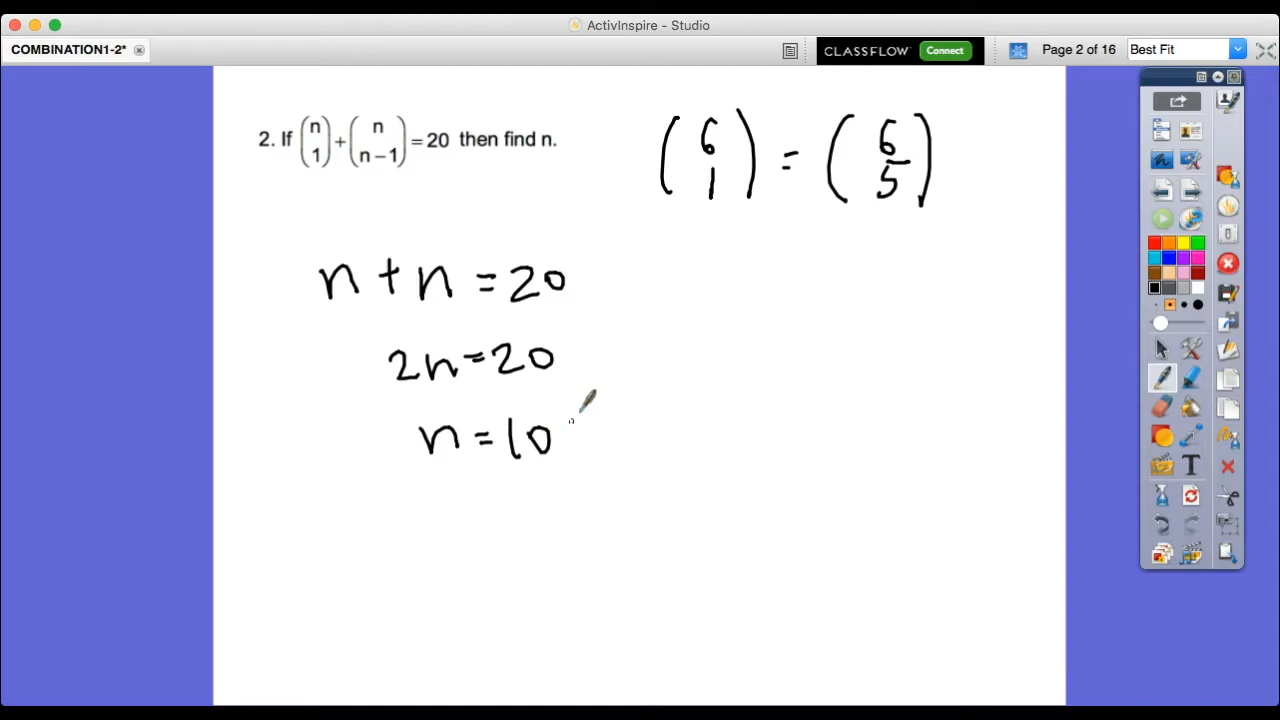 ActivInspire - Studio
COMBINATION1-2*
CLASSFLOW Connect
Page 2 of 16
Best Fit
2. If (n 1) + (n n−1) = 20 then find n.
(6 1) = (6 5)
n + n = 20
2n = 20
n = 10
T